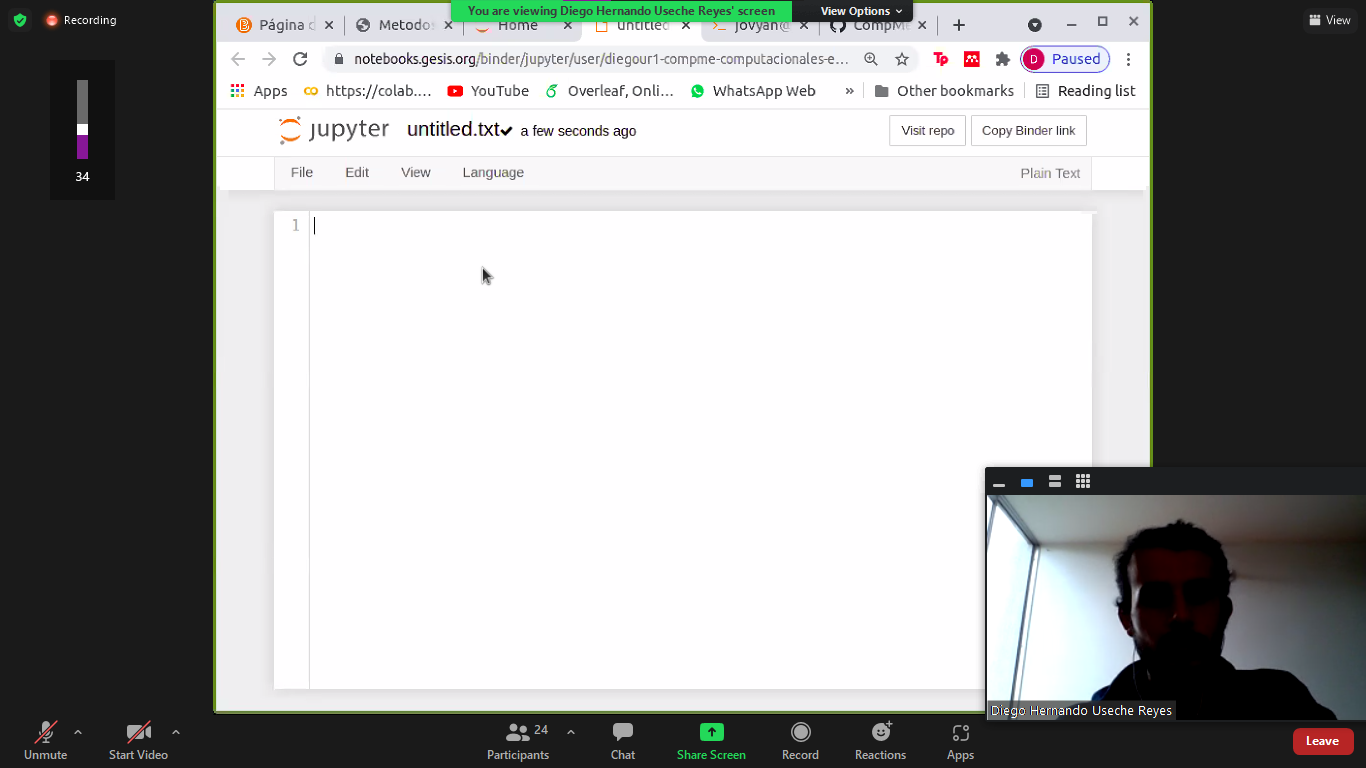 Recording
You are viewing Diego Hernando Useche Reyes' screen
View Options
View
34
Página
Metodos
Home
untitled
jovyan@
CompMe
notebooks.gesis.org/binder/jupyter/user/diegour1-compme-computacionales-e...
Tp
D
Paused
Apps
https://colab....
YouTube
Overleaf, Onli...
WhatsApp Web
»
Other bookmarks
Reading list
jupyter
untitled.txt✔ a few seconds ago
Visit repo
Copy Binder link
File
Edit
View
Language
Plain Text
1
Diego Hernando Useche Reyes
Unmute
Start Video
Participants
24
Chat
Share Screen
Record
Reactions
Apps
Leave